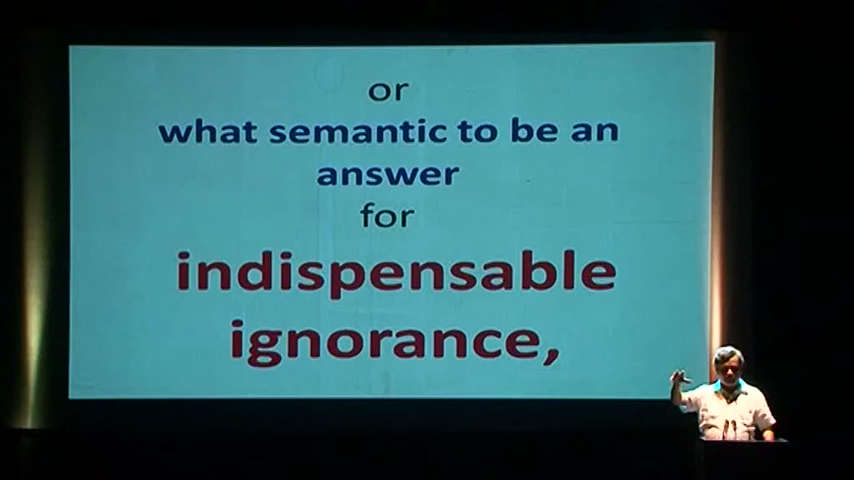 or
what semantic to be an
answer
for
indispensable
ignorance,